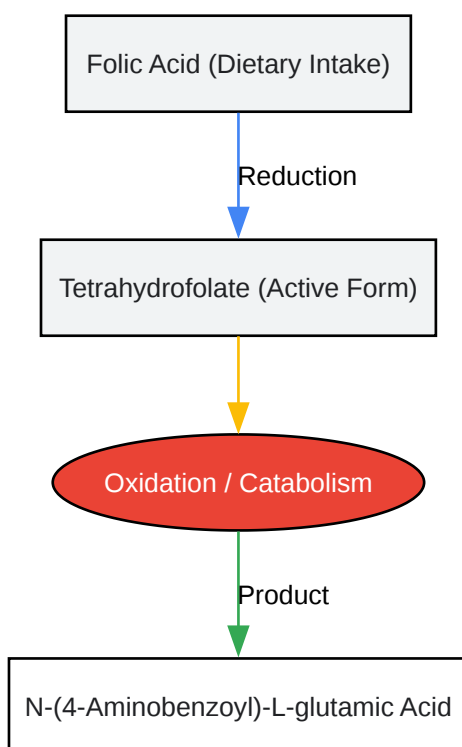 Folic Acid (Dietary Intake)
Reduction
Tetrahydrofolate (Active Form)
Oxidation / Catabolism
Product
N-(4-Aminobenzoyl)-L-glutamic Acid